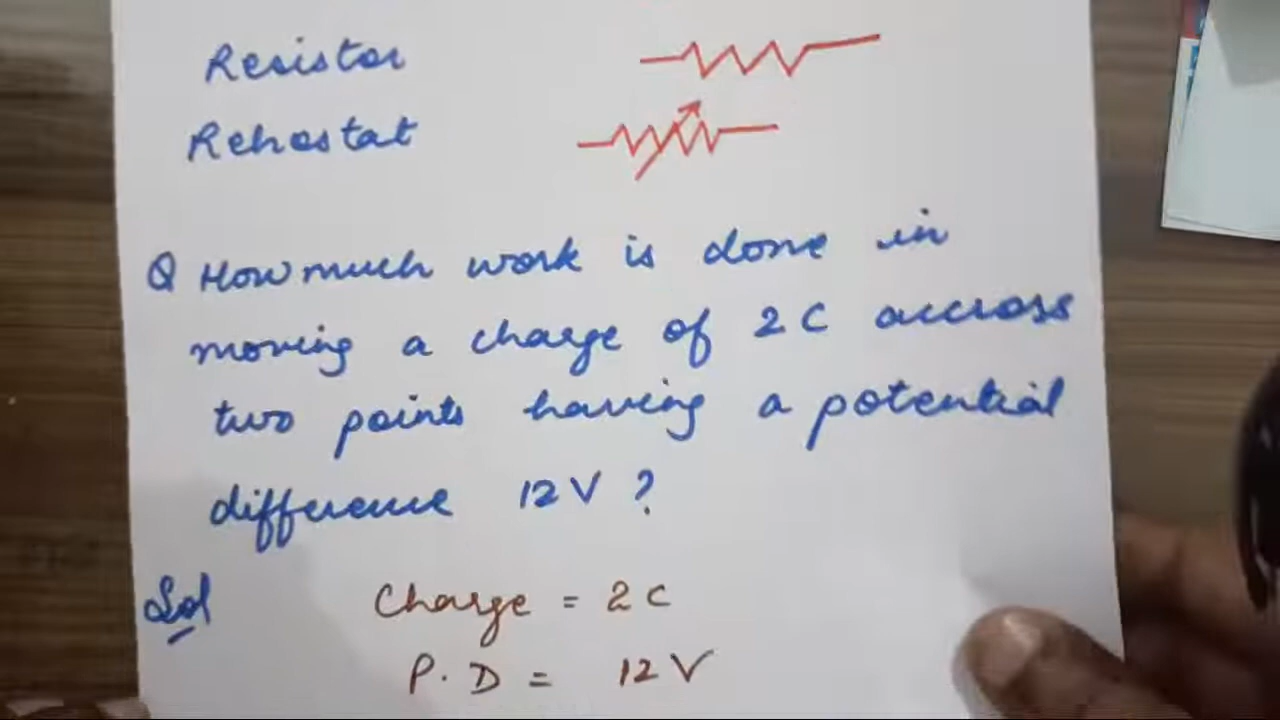 Resistor
Rehostat
Q How much work is done in
moving a charge of 2C accross
two points having a potential
difference 12V?
Sol Charge = 2C
P.D = 12V